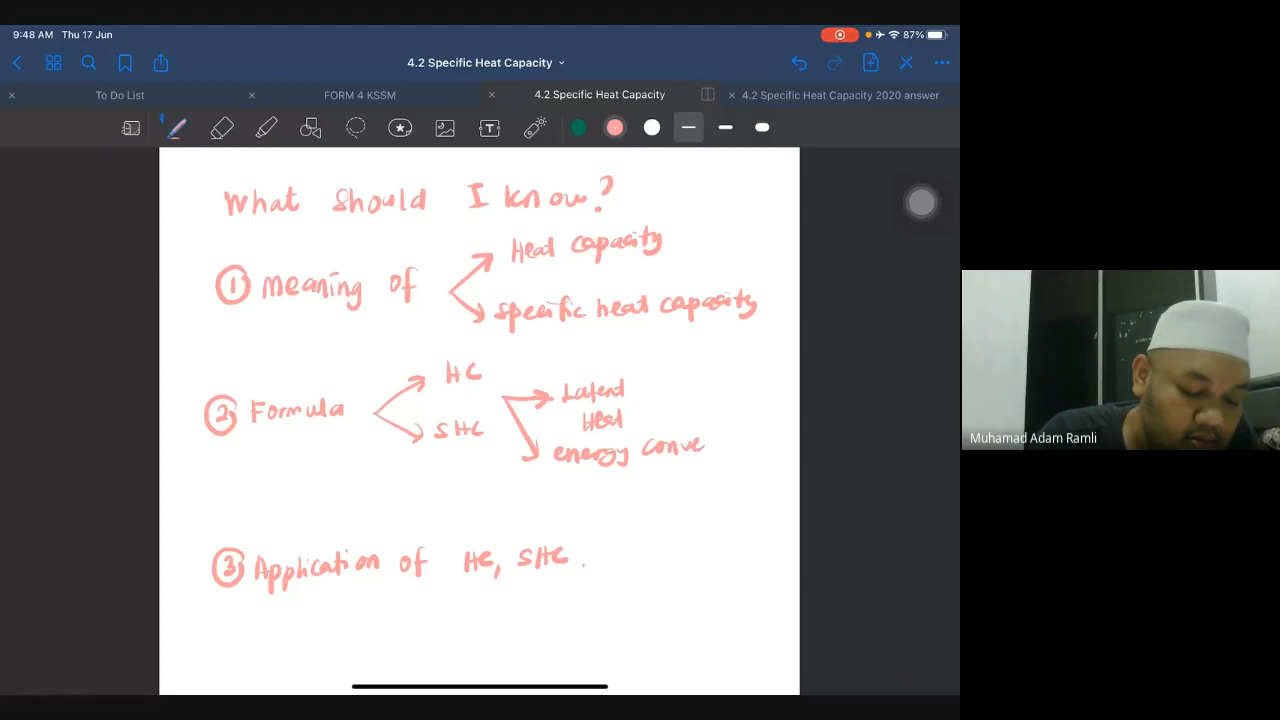 9:48 AM Thu 17 Jun
87%
4.2 Specific Heat Capacity
To Do List
FORM 4 KSSM
4.2 Specific Heat Capacity
4.2 Specific Heat Capacity 2020 answer
What should I know?
① Meaning of
Heat capacity
specific heat capacity
② Formula
HC
SHC
Latent
Heat
energy conve
③ Application of HC, SHC.
Muhamad Adam Ramli